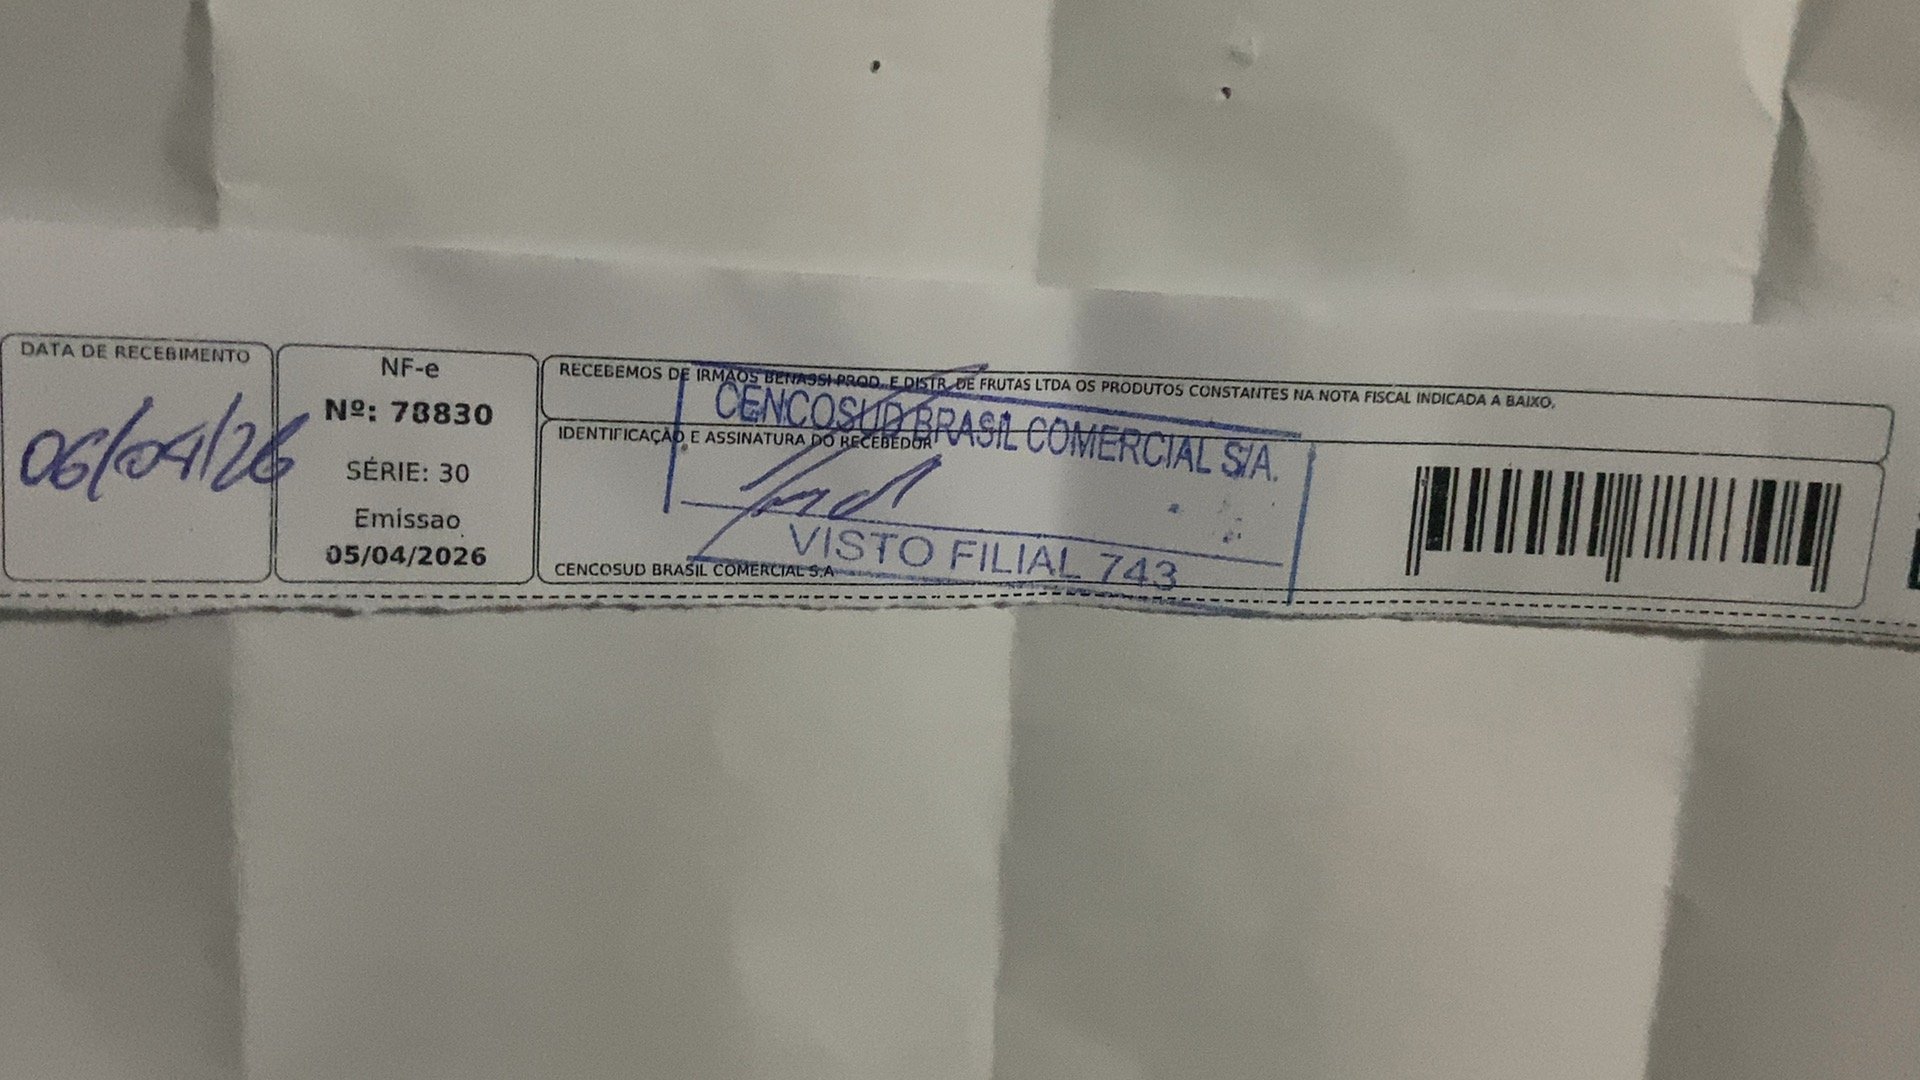 DATA DE RECEBIMENTO
06/04/26
NF-e
Nº: 78830
SÉRIE: 30
Emissao
05/04/2026
RECEBEMOS DE IRMÃOS BENASSI PROD. E DISTR. DE FRUTAS LTDA OS PRODUTOS CONSTANTES NA NOTA FISCAL INDICADA A BAIXO.
IDENTIFICAÇÃO E ASSINATURA DO RECEBEDOR
CENCOSUD BRASIL COMERCIAL S/A.
VISTO FILIAL 743
CENCOSUD BRASIL COMERCIAL S.A